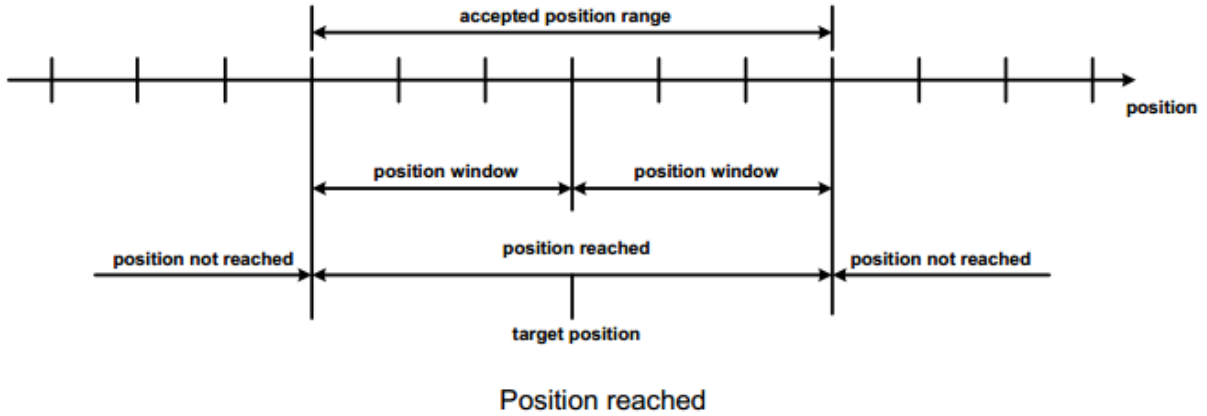 accepted position range
position
position window
position window
position not reached
position reached
position not reached
target position
Position reached